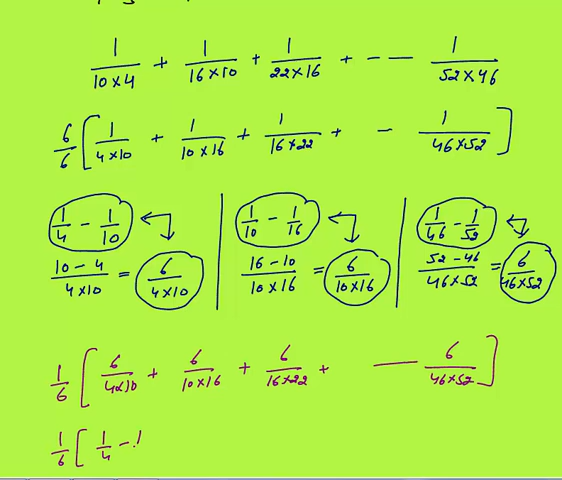 1/(10×4) + 1/(16×10) + 1/(22×16) + -- 1/(52×46)
6/6 [ 1/(4×10) + 1/(10×16) + 1/(16×22) + - 1/(46×52) ]
1/4 - 1/10
(10-4)/(4×10) = 6/(4×10)
1/10 - 1/16
(16-10)/(10×16) = 6/(10×16)
1/46 - 1/52
(52-46)/(46×52) = 6/(46×52)
1/6 [ 6/(4×10) + 6/(10×16) + 6/(16×22) + — 6/(46×52) ]
1/6 [ 1/4 - 1